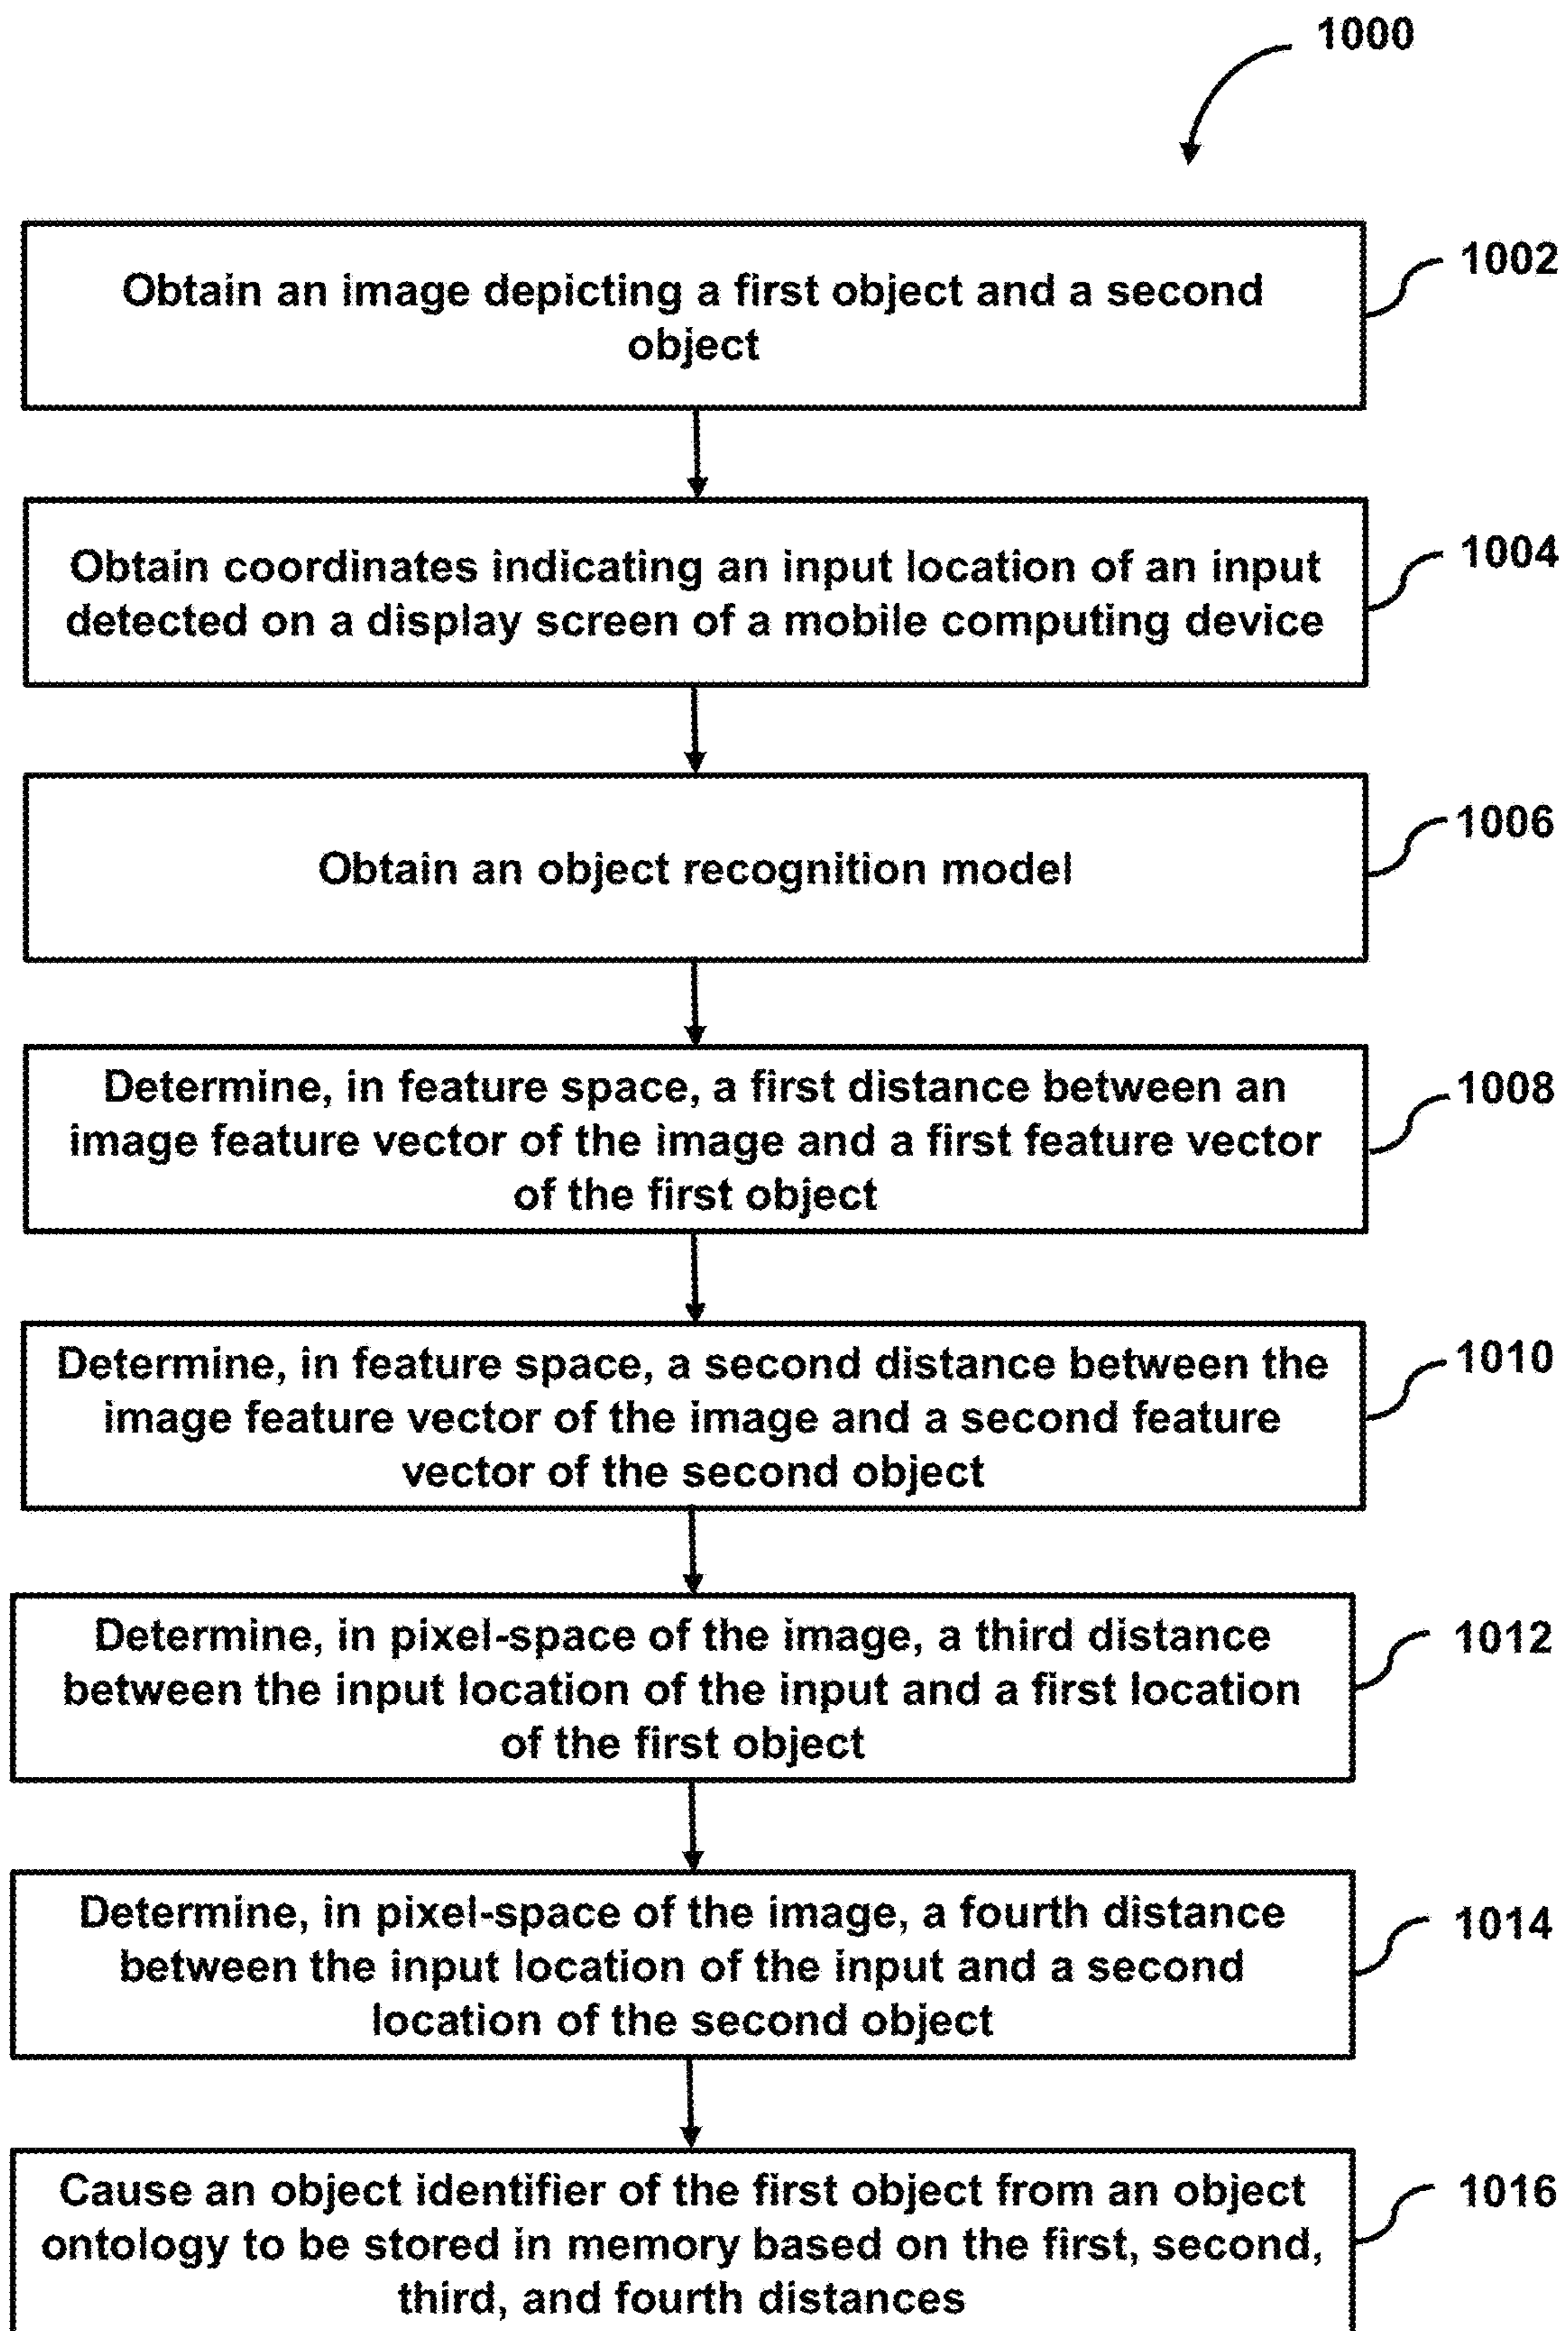 1000
Obtain an image depicting a first object and a second
object
1002
Obtain coordinates indicating an input location of an input
detected on a display screen of a mobile computing device
1004
Obtain an object recognition model
1006
Determine, in feature space, a first distance between an
image feature vector of the image and a first feature vector
of the first object
1008
Determine, in feature space, a second distance between the
image feature vector of the image and a second feature
vector of the second object
1010
Determine, in pixel-space of the image, a third distance
between the input location of the input and a first location
of the first object
1012
Determine, in pixel-space of the image, a fourth distance
between the input location of the input and a second
location of the second object
1014
Cause an object identifier of the first object from an object
ontology to be stored in memory based on the first, second,
third, and fourth distances
1016